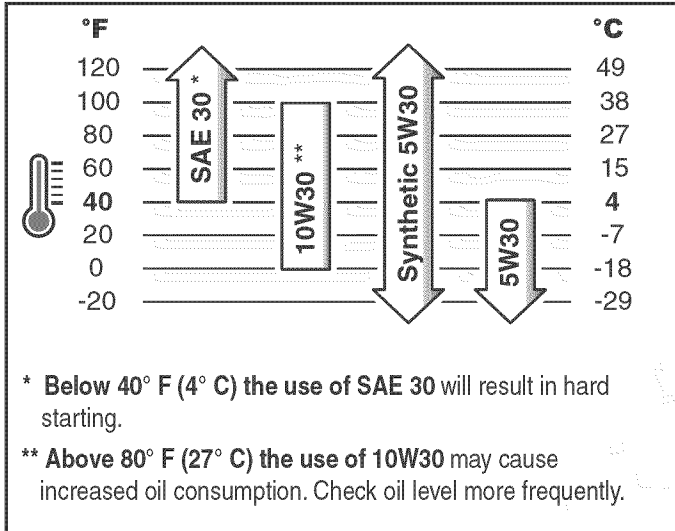 °F °C
120 49
100 38
80 27
60 15
40 4
20 -7
0 -18
-20 -29
SAE 30 *
10W30 **
Synthetic 5W30
5W30
* Below 40° F (4° C) the use of SAE 30 will result in hard
starting.
** Above 80° F (27° C) the use of 10W30 may cause
increased oil consumption. Check oil level more frequently.